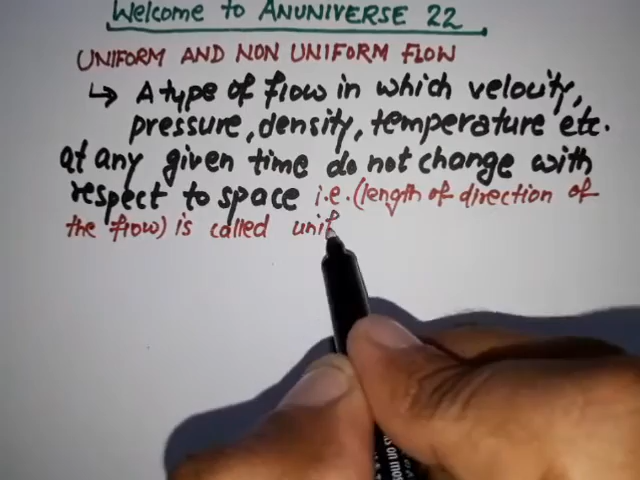 Welcome to ANUNIVERSE 22
UNIFORM AND NON UNIFORM FLOW
↳ A type of flow in which velocity,
pressure, density, temperature etc.
at any given time do not change with
respect to space i.e. (length of direction of
the flow) is called unif